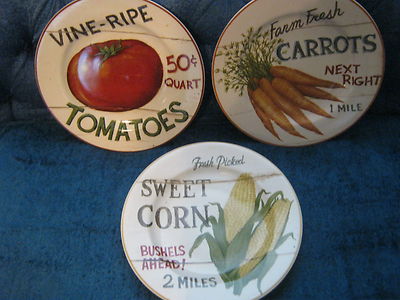 VINE-RIPE
50¢
QUART
TOMATOES
Farm Fresh
CARROTS
NEXT
RIGHT
1 MILE
Fresh Picked
SWEET
CORN
BUSHELS
AHEAD!
2 MILES